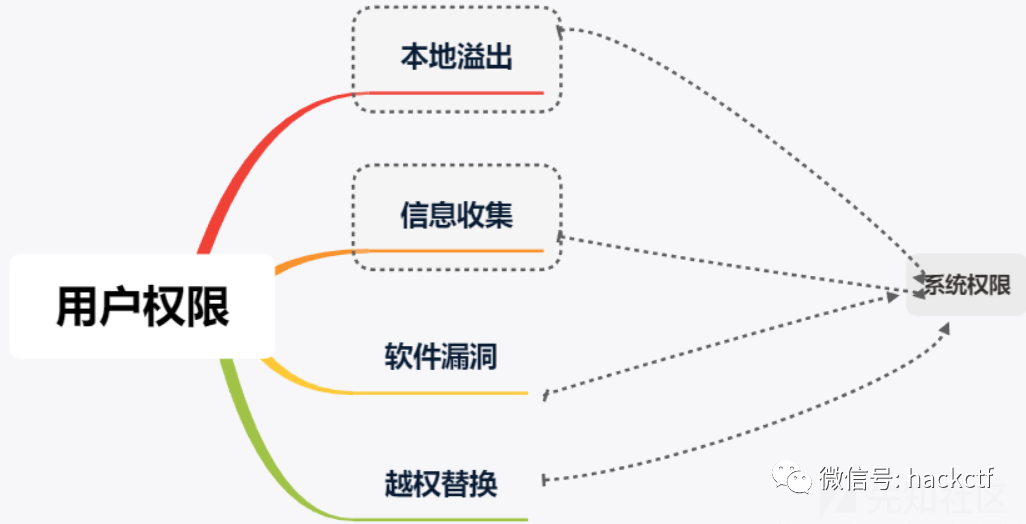 本地溢出
信息收集
用户权限
系统权限
软件漏洞
越权替换
微信号: hackctf
先知社区